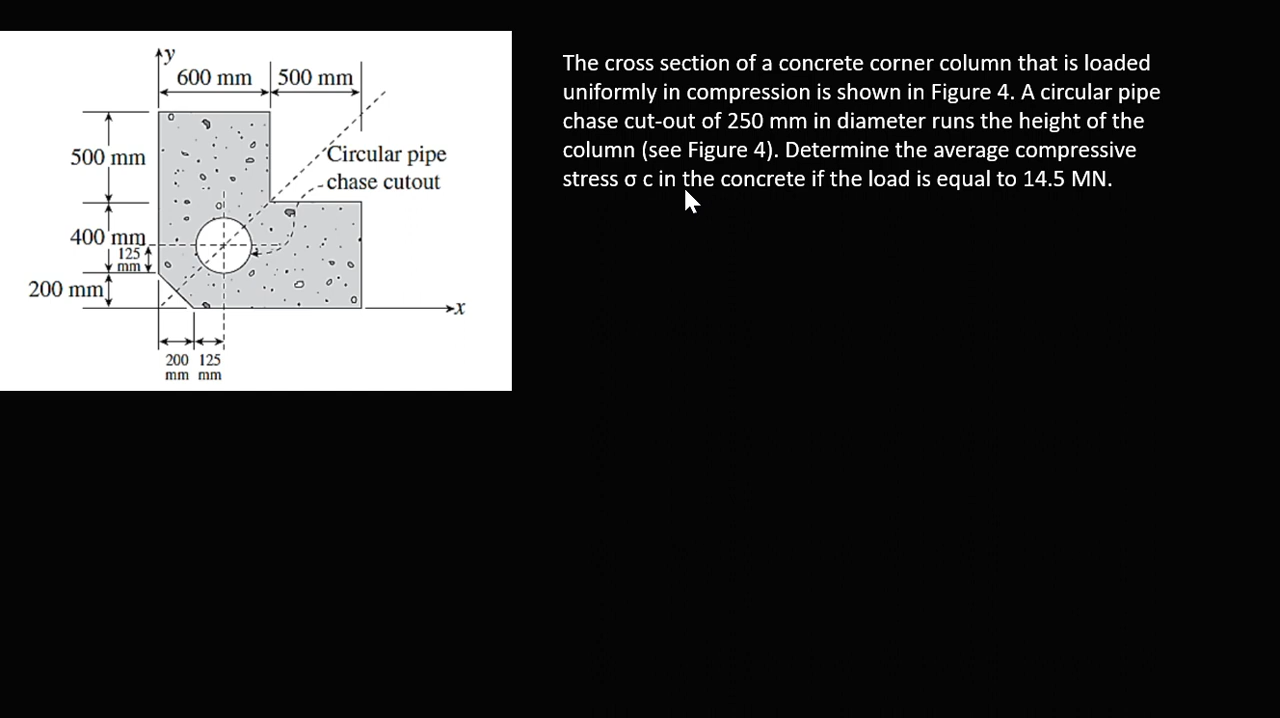 y
600 mm
500 mm
500 mm
Circular pipe
chase cutout
400 mm
125
mm
200 mm
x
200
mm
125
mm
The cross section of a concrete corner column that is loaded
uniformly in compression is shown in Figure 4. A circular pipe
chase cut-out of 250 mm in diameter runs the height of the
column (see Figure 4). Determine the average compressive
stress σ c in the concrete if the load is equal to 14.5 MN.